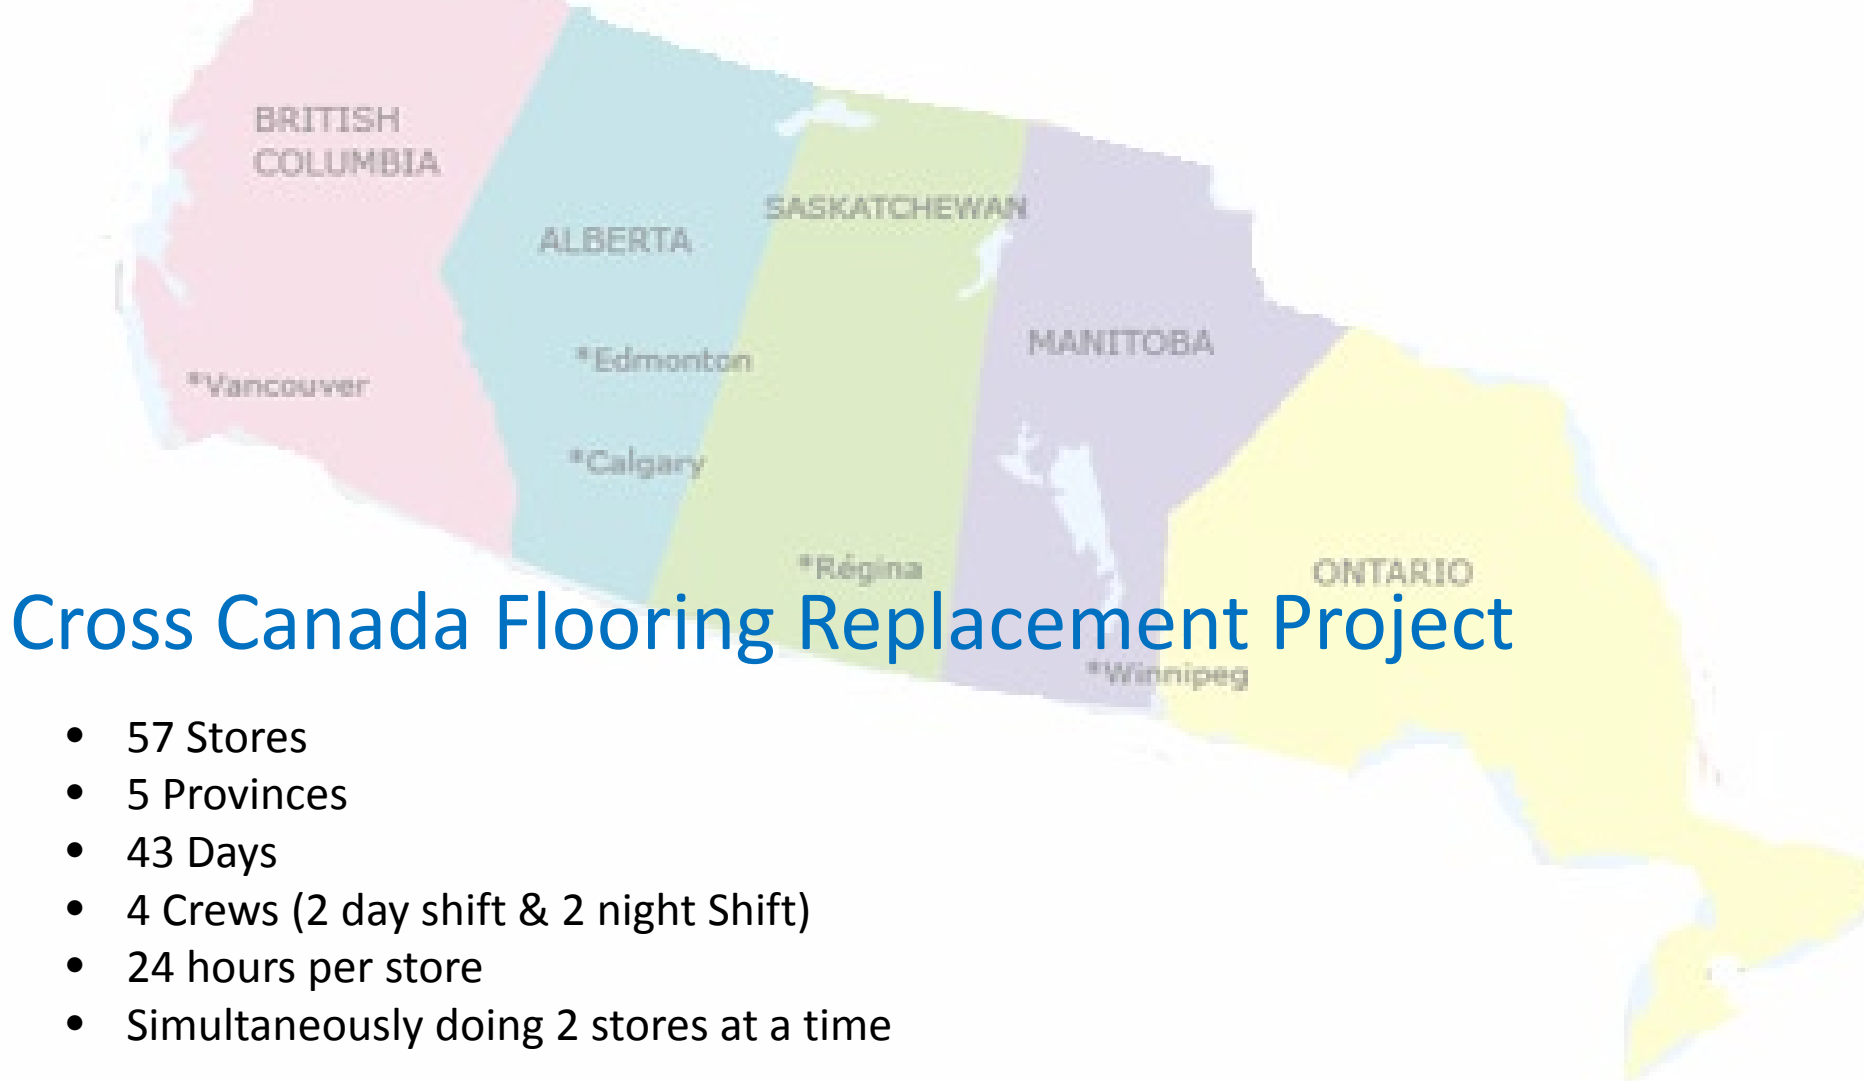 BRITISH
COLUMBIA
ALBERTA
SASKATCHEWAN
MANITOBA
*Edmonton
*Vancouver
*Calgary
*Régina
ONTARIO
Cross Canada Flooring Replacement Project
*Winnipeg
• 57 Stores
• 5 Provinces
• 43 Days
• 4 Crews (2 day shift & 2 night Shift)
• 24 hours per store
• Simultaneously doing 2 stores at a time